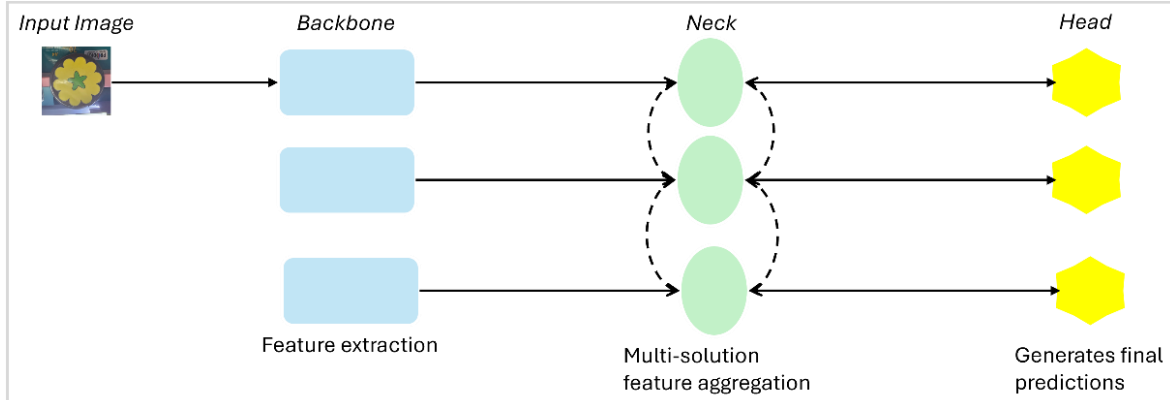 Input Image
Backbone
Neck
Head
Feature extraction
Multi-solution
feature aggregation
Generates final
predictions